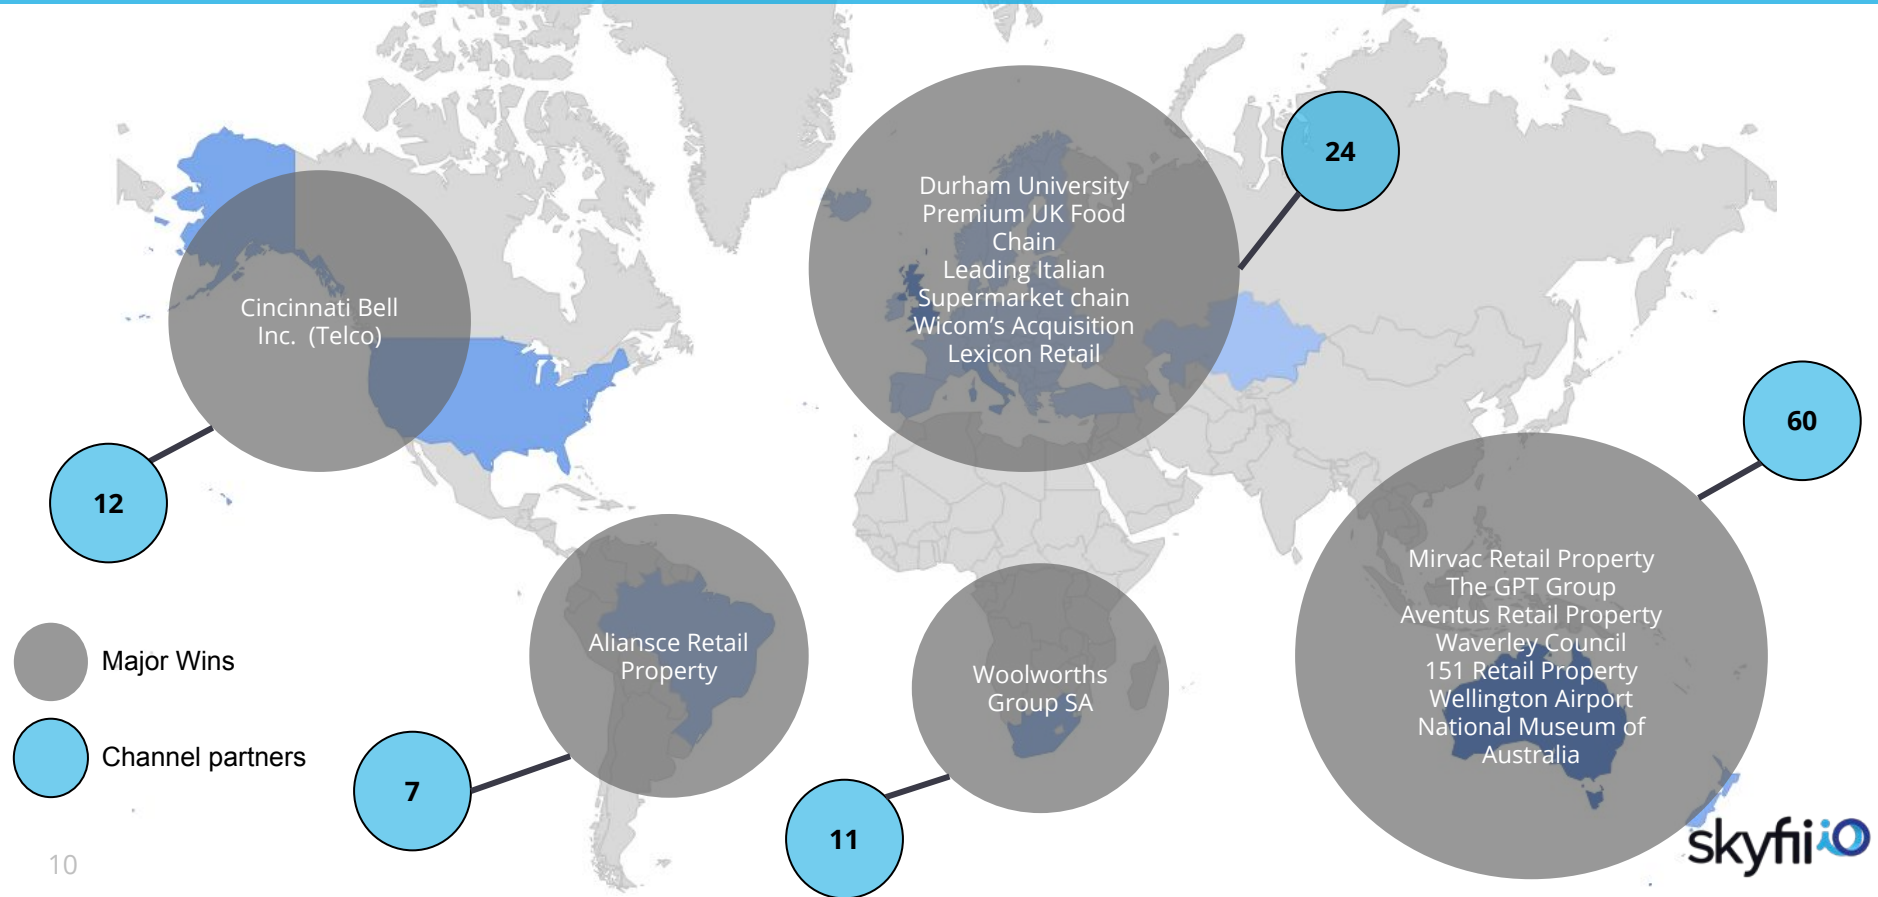 Durham University
Premium UK Food
Chain
Leading Italian
Supermarket chain
Wicom’s Acquisition
Lexicon Retail
24
Cincinnati Bell
Inc.  (Telco)
12
60
Mirvac Retail Property
The GPT Group
Aventus Retail Property
Waverley Council
151 Retail Property
Wellington Airport
National Museum of
Australia
Aliansce Retail
Property
7
Woolworths
Group SA
11
Major Wins
Channel partners
10
skyfii iO